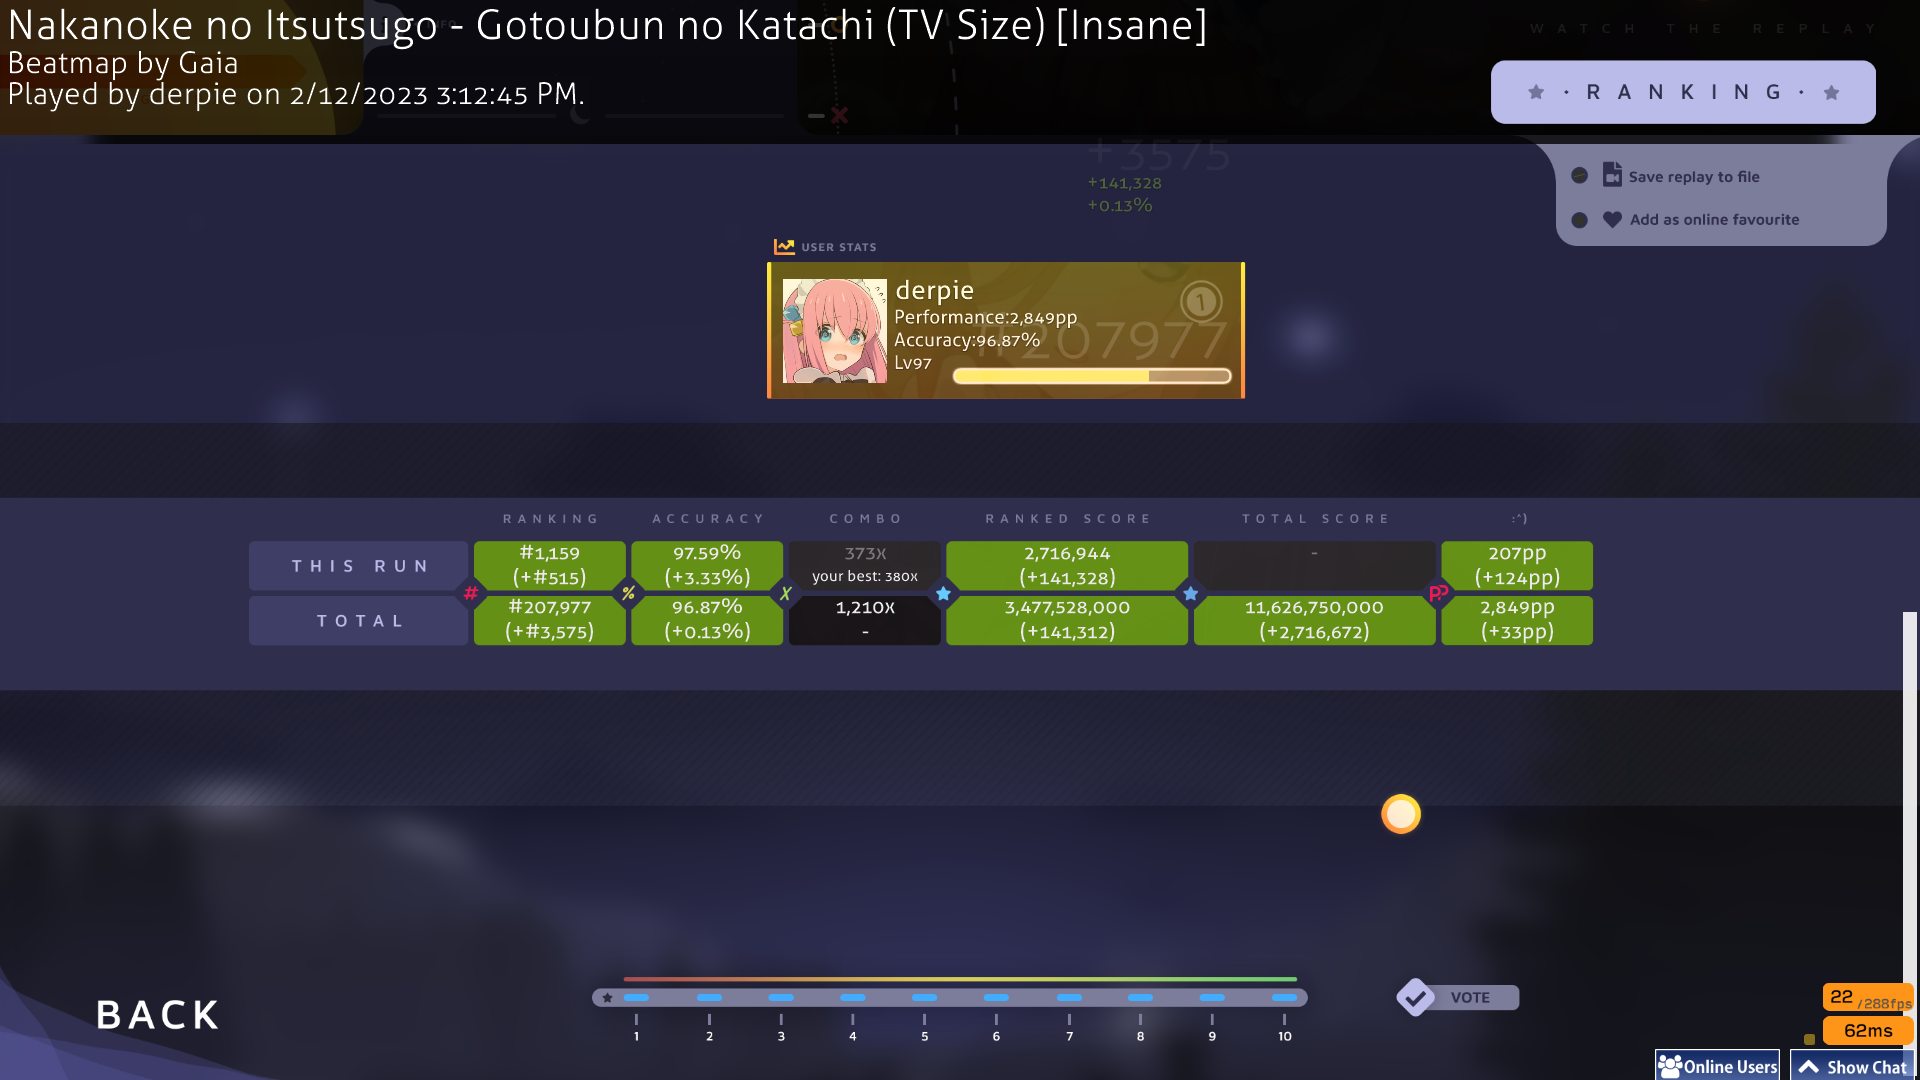 Nakanoke no Itsutsugo - Gotoubun no Katachi (TV Size) [Insane]
Beatmap by Gaia
Played by derpie on 2/12/2023 3:12:45 PM.
WATCH THE REPLAY
· RANKING ·
Save replay to file
Add as online favourite
+3575
+141,328
+0.13%
USER STATS
derpie
Performance:2,849pp
Accuracy:96.87%
Lv97
1
#207977
RANKING ACCURACY COMBO RANKED SCORE TOTAL SCORE :^)
THIS RUN #1,159 97.59% 373x 2,716,944 - 207pp
(+#515) (+3.33%) your best: 380x (+141,328) (+124pp)
# % X PP
TOTAL #207,977 96.87% 1,210x 3,477,528,000 11,626,750,000 2,849pp
(+#3,575) (+0.13%) - (+141,312) (+2,716,672) (+33pp)
BACK
1 2 3 4 5 6 7 8 9 10
VOTE
22 /288fps
62ms
Online Users
Show Chat